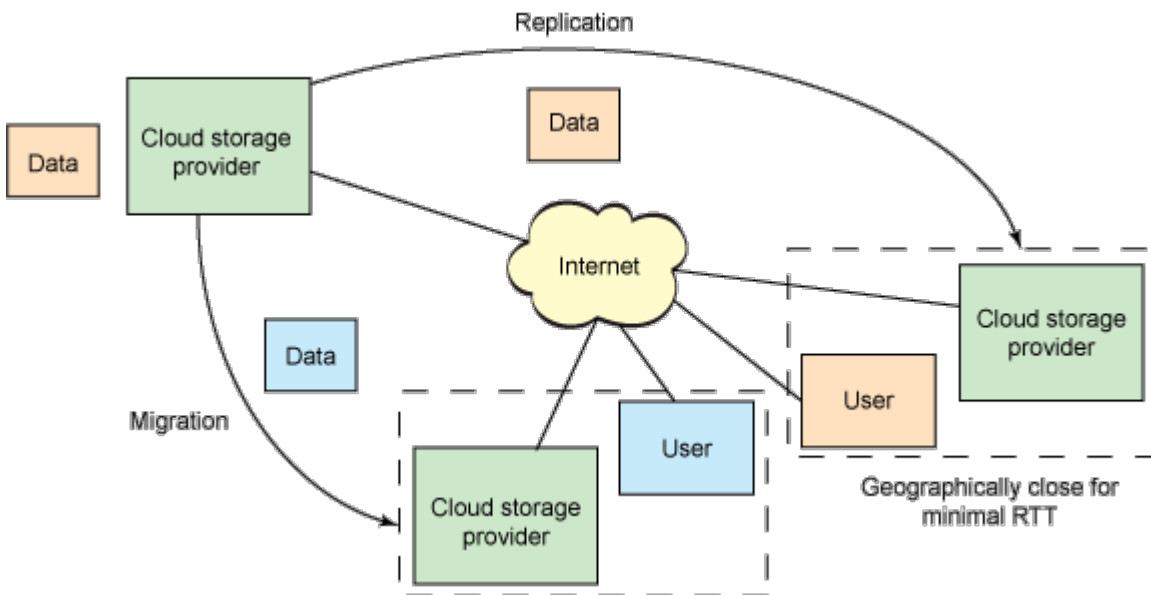 Replication
Data
Cloud storage
provider
Data
Internet
Data
Migration
Cloud storage
provider
User
User
Cloud storage
provider
Geographically close for
minimal RTT